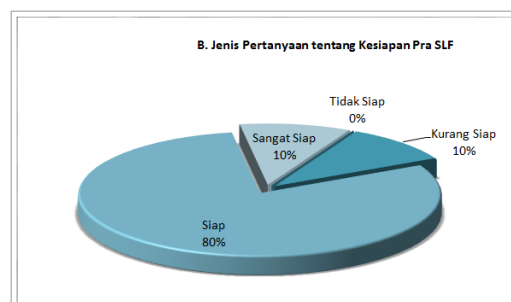 B. Jenis Pertanyaan tentang Kesiapan Pra SLF
Tidak Siap
0%
Sangat Siap
10%
Kurang Siap
10%
Siap
80%